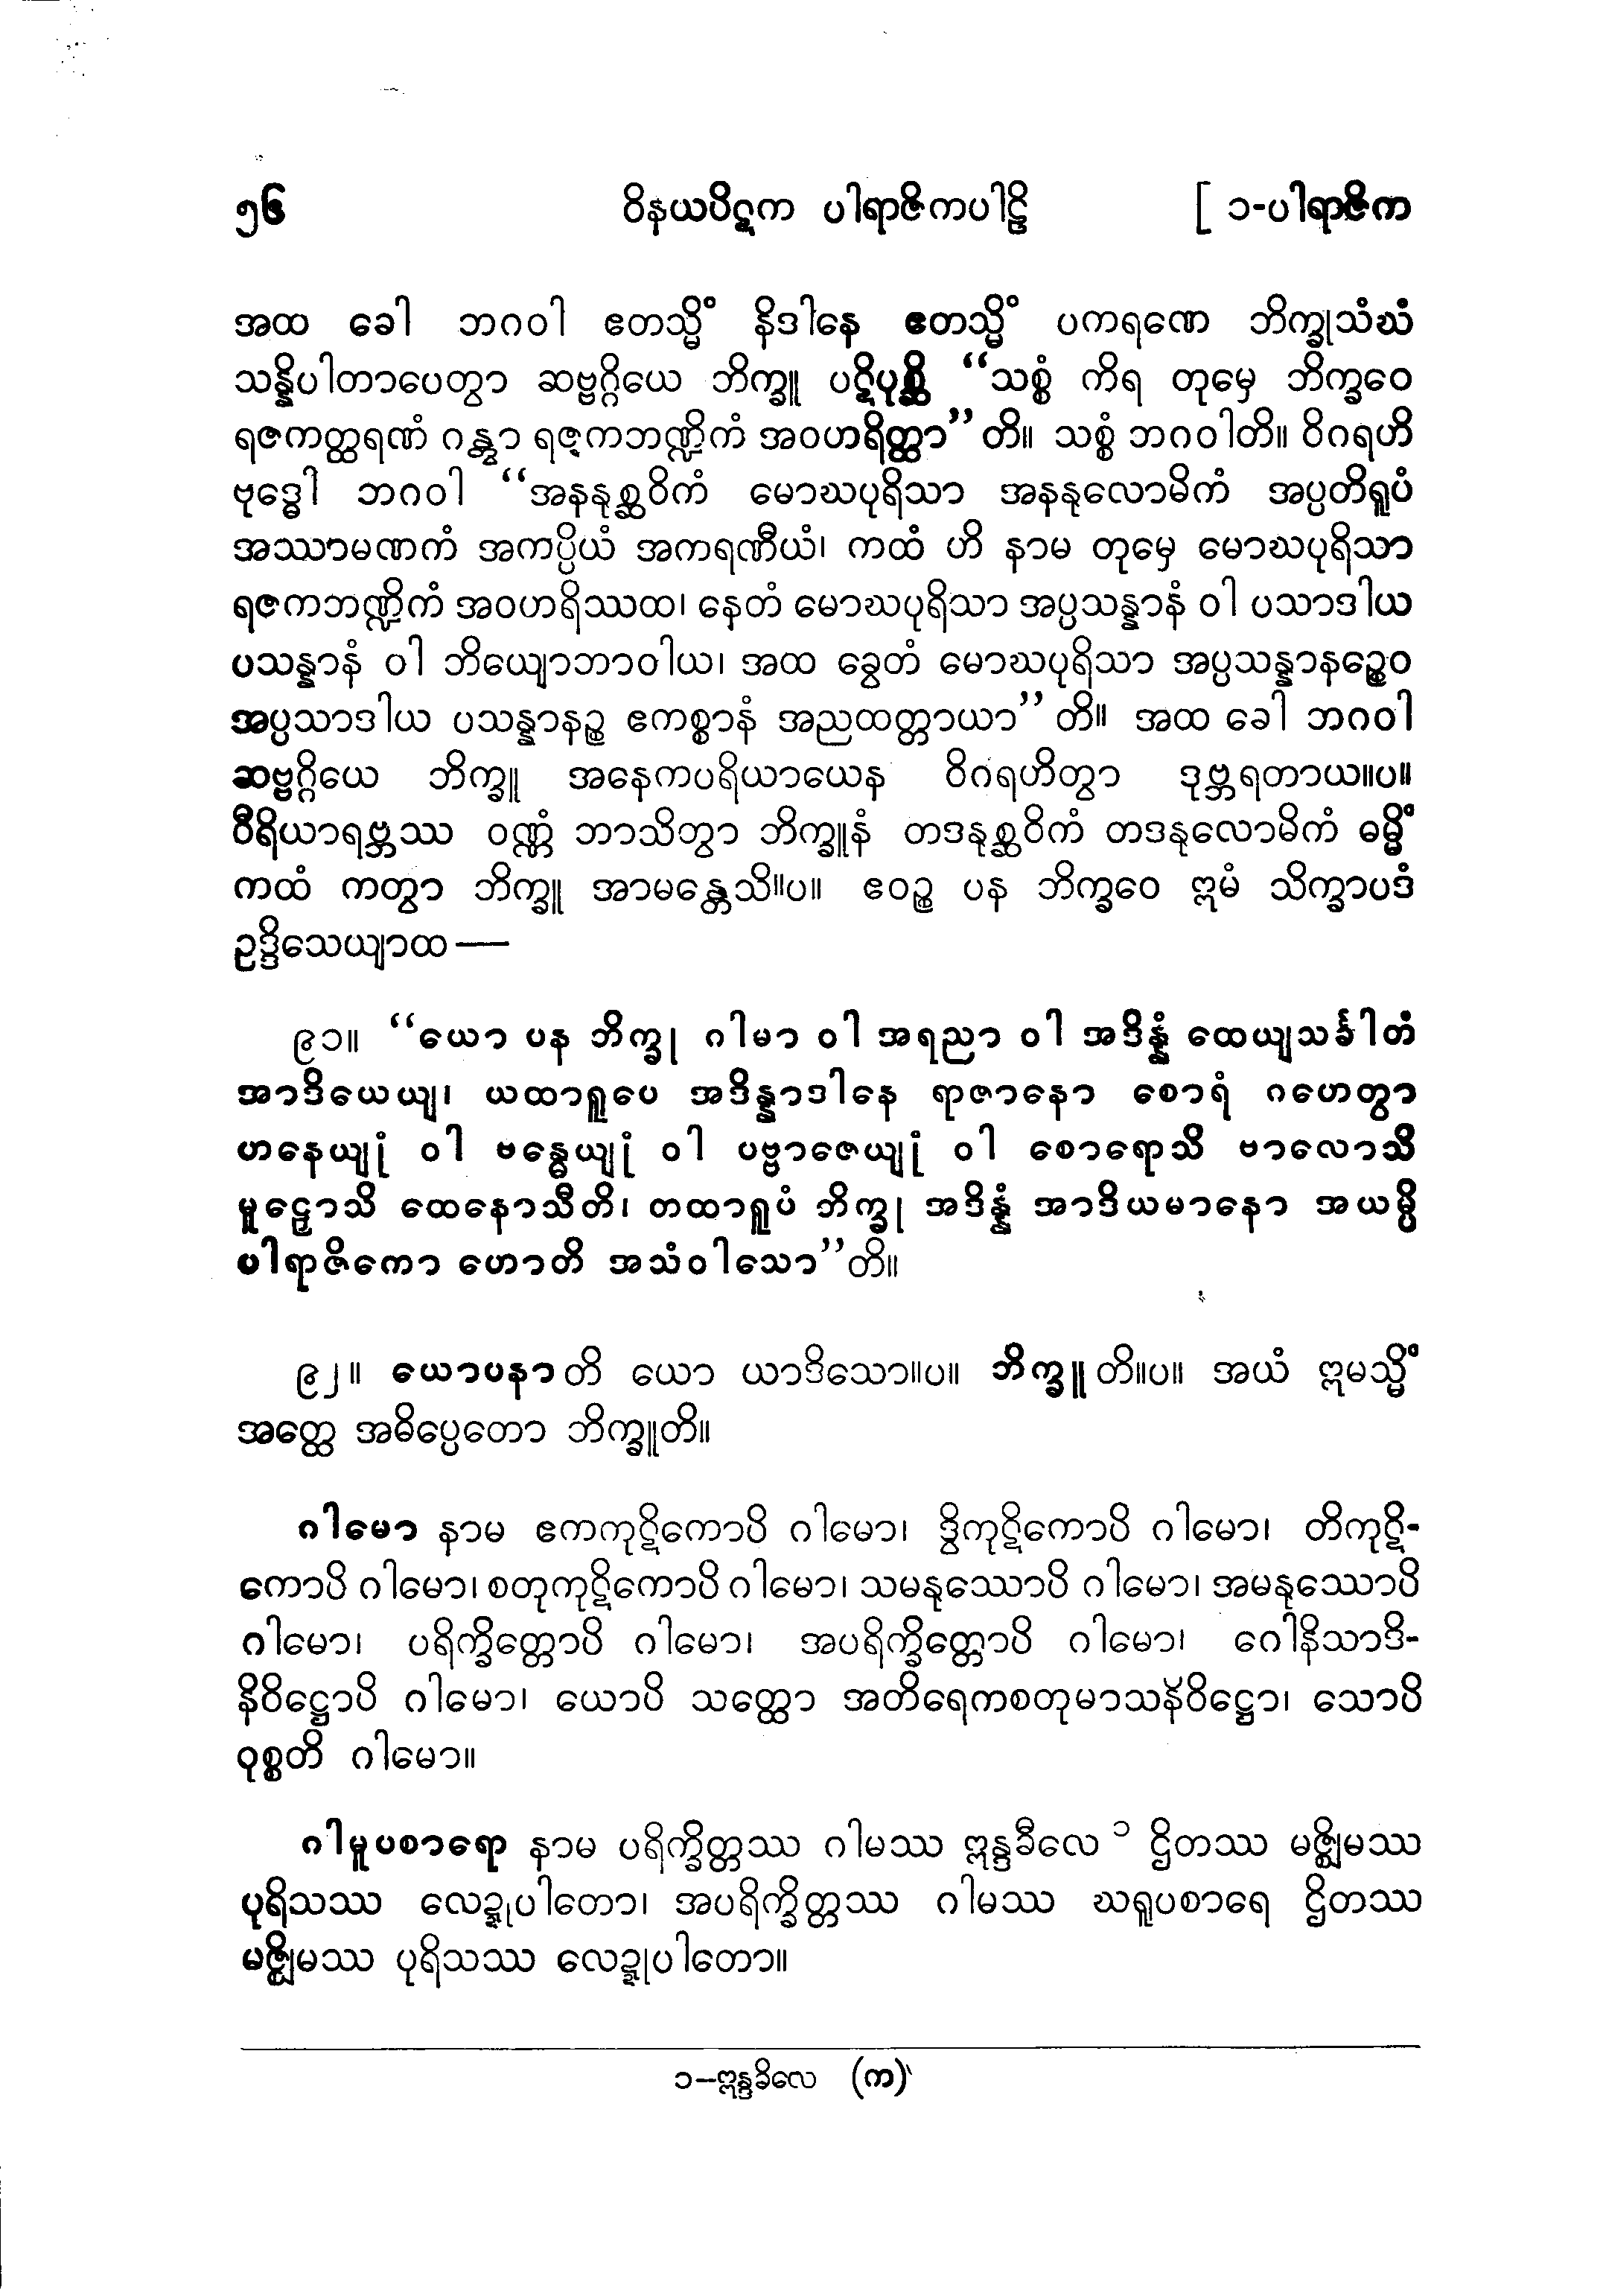 ၅၆ ဝိနယပိဋက ပါရာဇိကပါဠိ [ ၁-ပါရာဇိက
အထ ခေါ ဘဂဝါ ဧတသ္မိံ နိဒါနေ ဧတသ္မိံ ပကရဏေ ဘိက္ခုသံဃံ
သန္နိပါတာပေတွာ ဆဗ္ဗဂ္ဂိယေ ဘိက္ခူ ပဋိပုစ္ဆိ “သစ္စံ ကိရ တုမှေ ဘိက္ခဝေ
ရဇကတ္ထရဏံ ဂန္တွာ ရဇကဘဏ္ဍိကံ အဝဟရိတ္ထာ”တိ။ သစ္စံ ဘဂဝါတိ။ ဝိဂရဟိ
ဗုဒ္ဓေါ ဘဂဝါ “အနနုစ္ဆဝိကံ မောဃပုရိသာ အနနုလောမိကံ အပ္ပတိရူပံ
အဿာမဏကံ အကပ္ပိယံ အကရဏီယံ၊ ကထံ ဟိ နာမ တုမှေ မောဃပုရိသာ
ရဇကဘဏ္ဍိကံ အဝဟရိဿထ၊ နေတံ မောဃပုရိသာ အပ္ပသန္နာနံ ဝါ ပသာဒါယ
ပသန္နာနံ ဝါ ဘိယျောဘာဝါယ၊ အထ ခွေတံ မောဃပုရိသာ အပ္ပသန္နာနဉ္စေဝ
အပ္ပသာဒါယ ပသန္နာနဉ္စ ဧကစ္စာနံ အညထတ္တာယာ”တိ။ အထ ခေါ ဘဂဝါ
ဆဗ္ဗဂ္ဂိယေ ဘိက္ခူ အနေကပရိယာယေန ဝိဂရဟိတွာ ဒုဗ္ဘရတာယ။ပ။
ဝီရိယာရဗ္ဘဿ ဝဏ္ဏံ ဘာသိတွာ ဘိက္ခူနံ တဒနုစ္ဆဝိကံ တဒနုလောမိကံ ဓမ္မိံ
ကထံ ကတွာ ဘိက္ခူ အာမန္တေသိ။ပ။ ဧဝဉ္စ ပန ဘိက္ခဝေ ဣမံ သိက္ခာပဒံ
ဥဒ္ဒိသေယျာထ—
၉၁။ “ယော ပန ဘိက္ခု ဂါမာ ဝါ အရညာ ဝါ အဒိန္နံ ထေယျသင်္ခါတံ
အာဒိယေယျ၊ ယထာရူပေ အဒိန္နာဒါနေ ရာဇာနော စောရံ ဂဟေတွာ
ဟနေယျုံ ဝါ ဗန္ဓေယျုံ ဝါ ပဗ္ဗာဇေယျုံ ဝါ စောရောသိ ဗာလောသိ
မူဠှောသိ ထေနောသီတိ၊ တထာရူပံ ဘိက္ခု အဒိန္နံ အာဒိယမာနော အယမ္ပိ
ပါရာဇိကော ဟောတိ အသံဝါသော”တိ။
၉၂။ ယောပနာတိ ယော ယာဒိသော။ပ။ ဘိက္ခူတိ။ပ။ အယံ ဣမသ္မိံ
အတ္ထေ အဓိပ္ပေတော ဘိက္ခူတိ။
ဂါမော နာမ ဧကကုဋိကောပိ ဂါမော၊ ဒွိကုဋိကောပိ ဂါမော၊ တိကုဋိ-
ကောပိ ဂါမော၊ စတုကုဋိကောပိ ဂါမော၊ သမနုဿောပိ ဂါမော၊ အမနုဿောပိ
ဂါမော၊ ပရိက္ခိတ္တောပိ ဂါမော၊ အပရိက္ခိတ္တောပိ ဂါမော၊ ဂေါနိသာဒိ-
နိဝိဋ္ဌောပိ ဂါမော၊ ယောပိ သတ္ထော အတိရေကစတုမာသနိဝိဋ္ဌော၊ သောပိ
ဝုစ္စတိ ဂါမော။
ဂါမူပစာရော နာမ ပရိက္ခိတ္တဿ ဂါမဿ ဣန္ဒခီလေ ၁ ဌိတဿ မဇ္ဈိမဿ
ပုရိသဿ လေဍ္ဍုပါတော၊ အပရိက္ခိတ္တဿ ဂါမဿ ဃရူပစာရေ ဌိတဿ
မဇ္ဈိမဿ ပုရိသဿ လေဍ္ဍုပါတော။
၁–ဣန္ဒခိလေ (က)